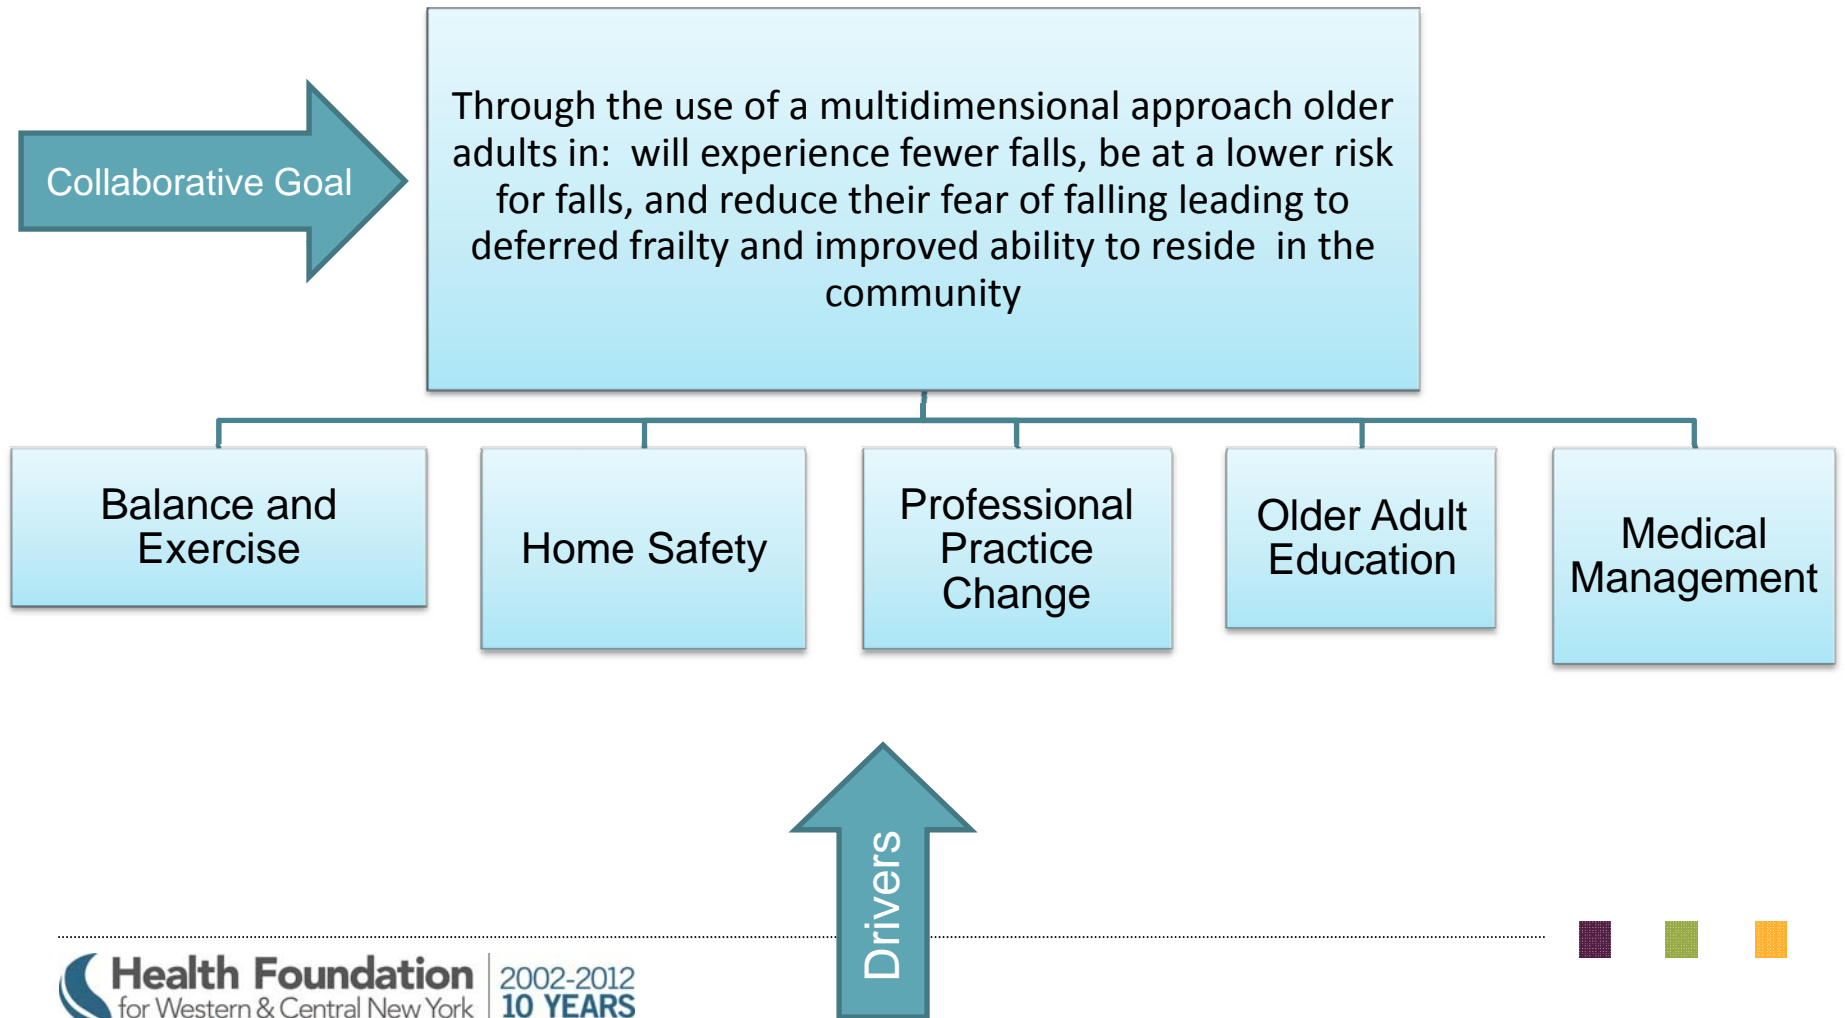 Collaborative Goal
Through the use of a multidimensional approach older
adults in:  will experience fewer falls, be at a lower risk
for falls, and reduce their fear of falling leading to
deferred frailty and improved ability to reside  in the
community
Balance and
Exercise
Home Safety
Professional
Practice
Change
Older Adult
Education
Medical
Management
Drivers
Health Foundation
for Western & Central New York
2002-2012
10 YEARS